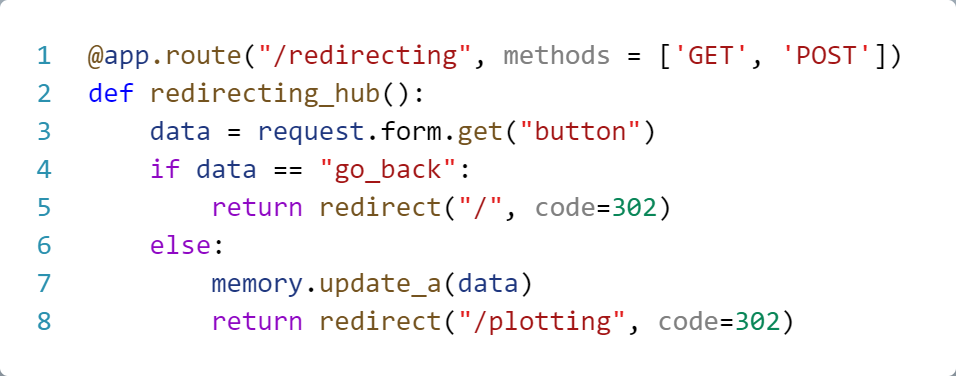 1 @app.route("/redirecting", methods = ['GET', 'POST'])
2 def redirecting_hub():
3     data = request.form.get("button")
4     if data == "go_back":
5         return redirect("/", code=302)
6     else:
7         memory.update_a(data)
8         return redirect("/plotting", code=302)